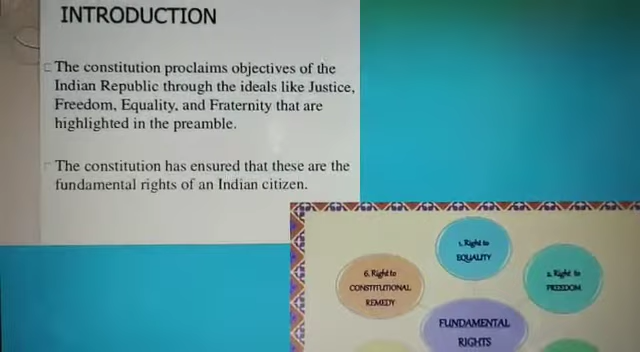 INTRODUCTION
The constitution proclaims objectives of the
Indian Republic through the ideals like Justice,
Freedom, Equality, and Fraternity that are
highlighted in the preamble.
The constitution has ensured that these are the
fundamental rights of an Indian citizen.
1. Right to
EQUALITY
6. Right to
CONSTITUTIONAL
REMEDY
2. Right to
FREEDOM
FUNDAMENTAL
RIGHTS